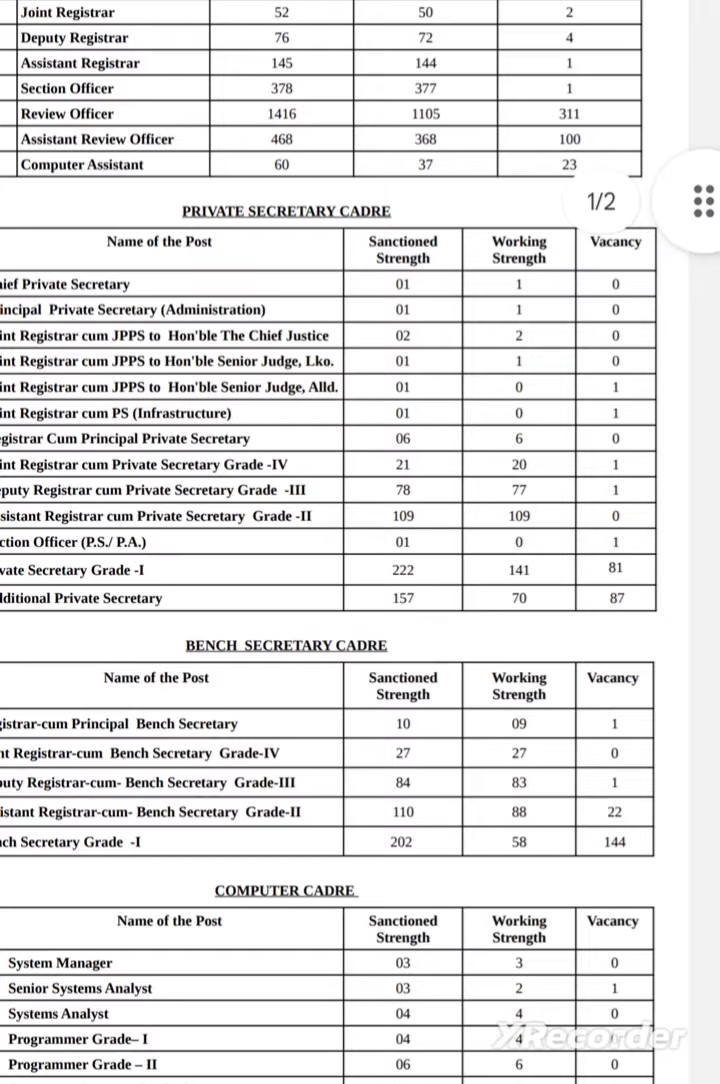 Joint Registrar 52 50 2
Deputy Registrar 76 72 4
Assistant Registrar 145 144 1
Section Officer 378 377 1
Review Officer 1416 1105 311
Assistant Review Officer 468 368 100
Computer Assistant 60 37 23
1/2
PRIVATE SECRETARY CADRE
Name of the Post Sanctioned Strength Working Strength Vacancy
ief Private Secretary 01 1 0
incipal Private Secretary (Administration) 01 1 0
int Registrar cum JPPS to Hon'ble The Chief Justice 02 2 0
int Registrar cum JPPS to Hon'ble Senior Judge, Lko. 01 1 0
int Registrar cum JPPS to Hon'ble Senior Judge, Alld. 01 0 1
int Registrar cum PS (Infrastructure) 01 0 1
gistrar Cum Principal Private Secretary 06 6 0
int Registrar cum Private Secretary Grade -IV 21 20 1
puty Registrar cum Private Secretary Grade -III 78 77 1
sistant Registrar cum Private Secretary Grade -II 109 109 0
ction Officer (P.S./ P.A.) 01 0 1
vate Secretary Grade -I 222 141 81
lditional Private Secretary 157 70 87
BENCH SECRETARY CADRE
Name of the Post Sanctioned Strength Working Strength Vacancy
gistrar-cum Principal Bench Secretary 10 09 1
nt Registrar-cum Bench Secretary Grade-IV 27 27 0
puty Registrar-cum- Bench Secretary Grade-III 84 83 1
istant Registrar-cum- Bench Secretary Grade-II 110 88 22
ch Secretary Grade -I 202 58 144
COMPUTER CADRE
Name of the Post Sanctioned Strength Working Strength Vacancy
System Manager 03 3 0
Senior Systems Analyst 03 2 1
Systems Analyst 04 4 0
Programmer Grade– I 04 4
XRecorder
Programmer Grade – II 06 6 0